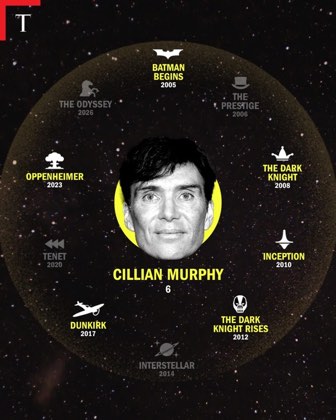 T
BATMAN
BEGINS
2005
THE
PRESTIGE
2006
THE DARK
KNIGHT
2008
INCEPTION
2010
THE DARK
KNIGHT RISES
2012
INTERSTELLAR
2014
DUNKIRK
2017
TENET
2020
OPPENHEIMER
2023
THE ODYSSEY
2026
CILLIAN MURPHY
6